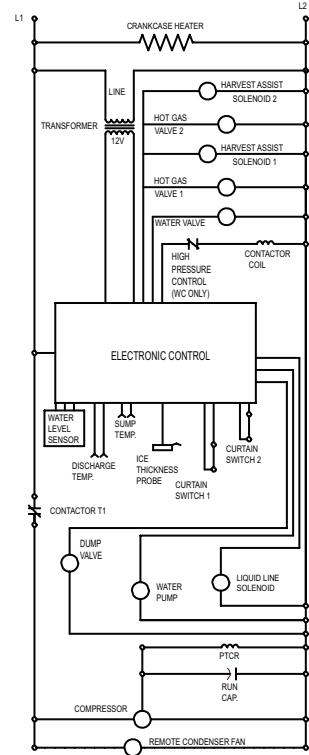 L1
L2
CRANKCASE HEATER
LINE
TRANSFORMER
12V
HARVEST ASSIST
SOLENOID 2
HOT GAS
VALVE 2
HARVEST ASSIST
SOLENOID 1
HOT GAS
VALVE 1
WATER VALVE
HIGH
PRESSURE
CONTROL
(WC ONLY)
CONTACTOR
COIL
ELECTRONIC CONTROL
WATER
LEVEL
SENSOR
DISCHARGE
TEMP.
SUMP
TEMP.
ICE
THICKNESS
PROBE
CURTAIN
SWITCH 1
CURTAIN
SWITCH 2
CONTACTOR T1
DUMP
VALVE
WATER
PUMP
LIQUID LINE
SOLENOID
PTCR
RUN
CAP.
COMPRESSOR
REMOTE CONDENSER FAN